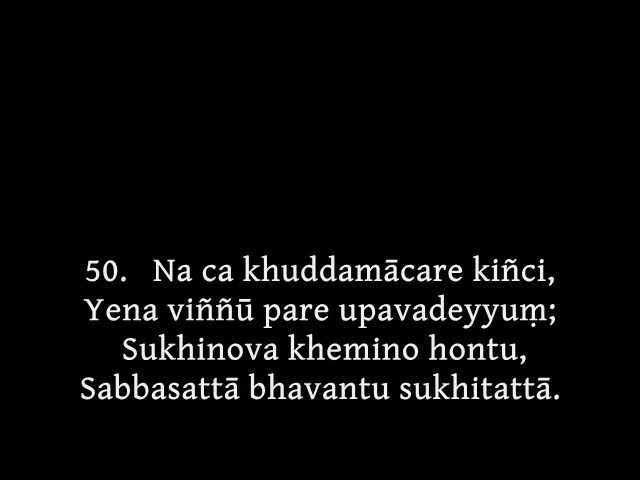 50. Na ca khuddamācare kiñci,
Yena viññū pare upavadeyyuṃ;
Sukhinova khemino hontu,
Sabbasattā bhavantu sukhitattā.